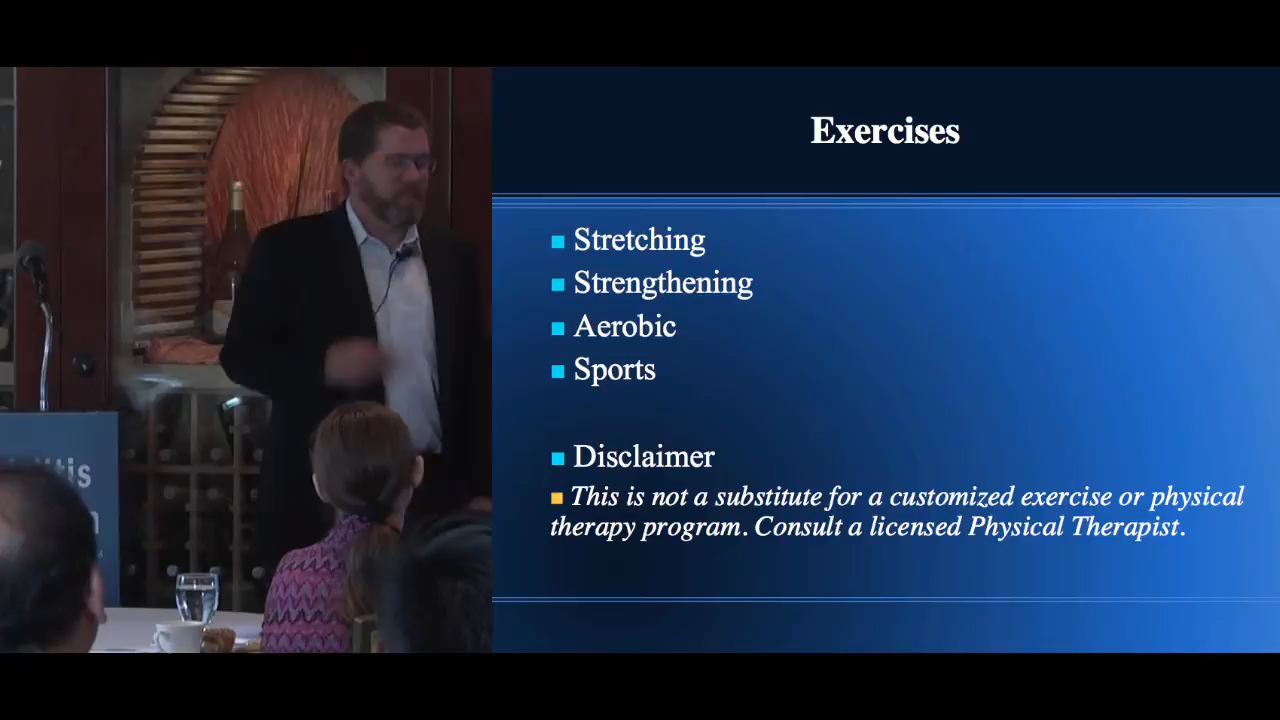 Exercises
Stretching
Strengthening
Aerobic
Sports
Disclaimer
This is not a substitute for a customized exercise or physical
therapy program. Consult a licensed Physical Therapist.